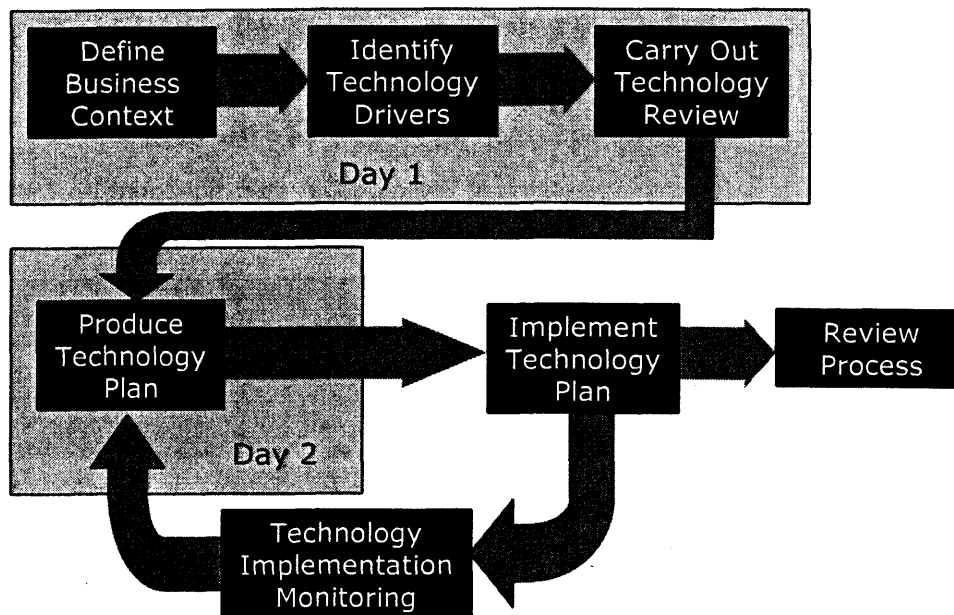 Define
Business
Context
Identify
Technology
Drivers
Carry Out
Technology
Review
Day 1
Produce
Technology
Plan
Implement
Technology
Plan
Review
Process
Day 2
Technology
Implementation
Monitoring